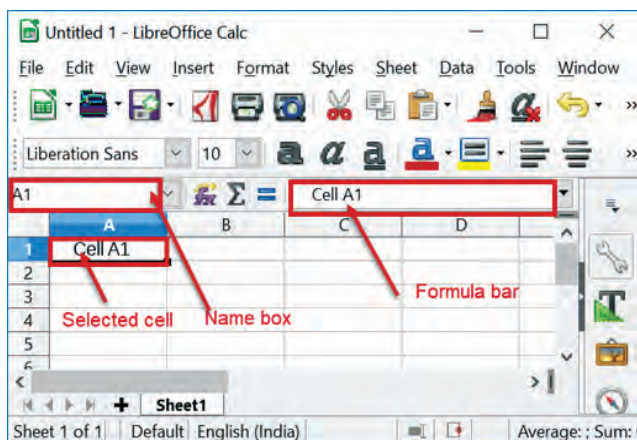 Untitled 1 - LibreOffice Calc
File Edit View Insert Format Styles Sheet Data Tools Window
Liberation Sans 10
A1 Cell A1
A B C D
1 Cell A1
2
3 Formula bar
4 Selected cell Name box
5
6
Sheet1
Sheet 1 of 1 Default English (India) Average: ; Sum: